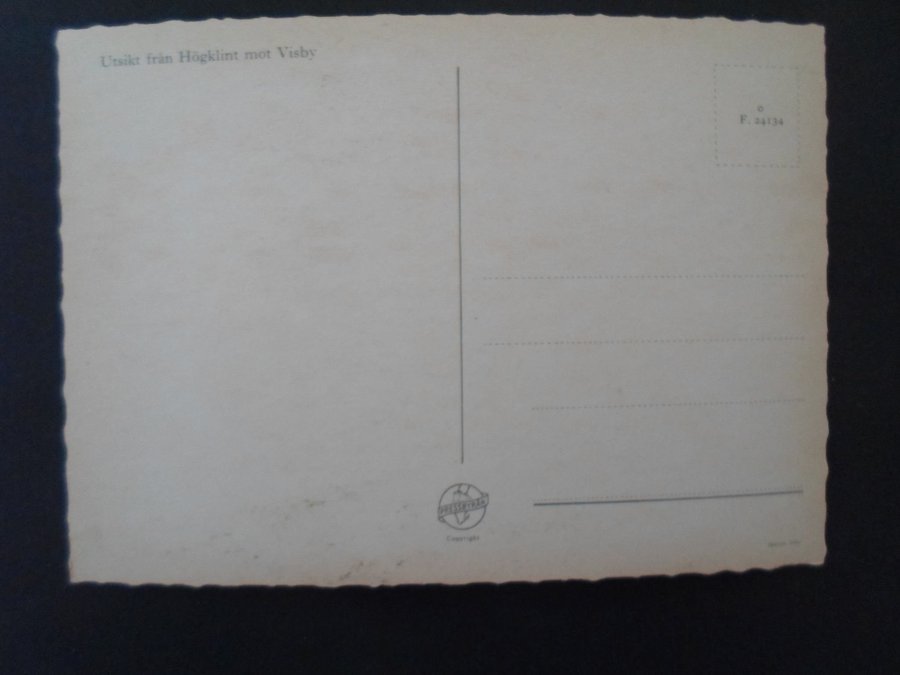 Utsikt från Högklint mot Visby
o
F. 24134
PRESSBYRÅN
Copyright